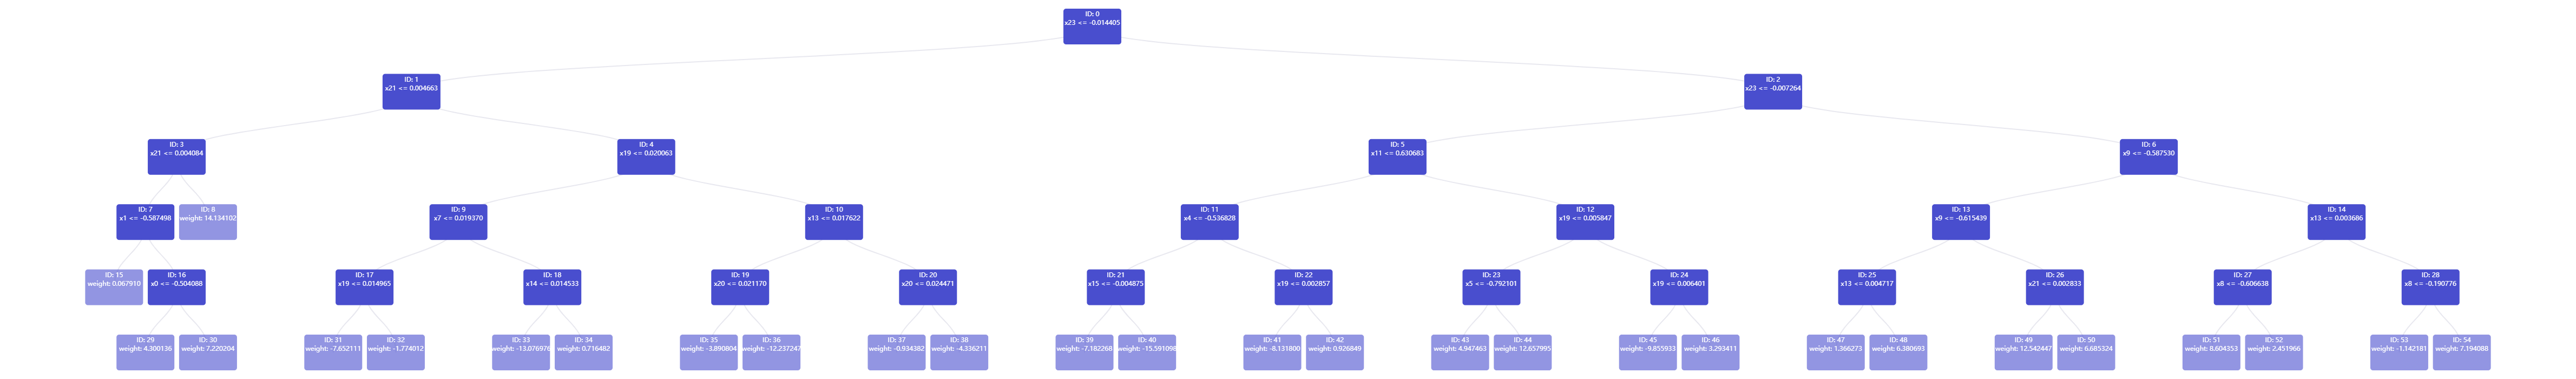 ID: 0
x23 <= -0.014405
ID: 1
x21 <= 0.004663
ID: 2
x23 <= -0.007264
ID: 3
x21 <= 0.004084
ID: 4
x19 <= 0.020063
ID: 5
x11 <= 0.630683
ID: 6
x9 <= -0.587530
ID: 7
x1 <= -0.587498
ID: 8
weight: 14.134102
ID: 9
x7 <= 0.019370
ID: 10
x13 <= 0.017622
ID: 11
x4 <= -0.536828
ID: 12
x19 <= 0.005847
ID: 13
x9 <= -0.615439
ID: 14
x13 <= 0.003686
ID: 15
weight: 0.067910
ID: 16
x0 <= -0.504088
ID: 17
x19 <= 0.014965
ID: 18
x14 <= 0.014533
ID: 19
x20 <= 0.021170
ID: 20
x20 <= 0.024471
ID: 21
x15 <= -0.004875
ID: 22
x19 <= 0.002857
ID: 23
x5 <= -0.792101
ID: 24
x19 <= 0.006401
ID: 25
x13 <= 0.004717
ID: 26
x21 <= 0.002833
ID: 27
x8 <= -0.606638
ID: 28
x8 <= -0.190776
ID: 29
weight: 4.300136
ID: 30
weight: 7.220204
ID: 31
weight: -7.652111
ID: 32
weight: -1.774012
ID: 33
weight: -13.076976
ID: 34
weight: 0.716482
ID: 35
weight: -3.890804
ID: 36
weight: -12.237247
ID: 37
weight: -0.934382
ID: 38
weight: -4.336211
ID: 39
weight: -7.182268
ID: 40
weight: -15.591098
ID: 41
weight: -8.131800
ID: 42
weight: 0.926849
ID: 43
weight: 4.947463
ID: 44
weight: 12.657995
ID: 45
weight: -9.855933
ID: 46
weight: 3.293411
ID: 47
weight: 1.366273
ID: 48
weight: 6.380693
ID: 49
weight: 12.542447
ID: 50
weight: 6.685324
ID: 51
weight: 8.604353
ID: 52
weight: 2.451966
ID: 53
weight: -1.142181
ID: 54
weight: 7.194088